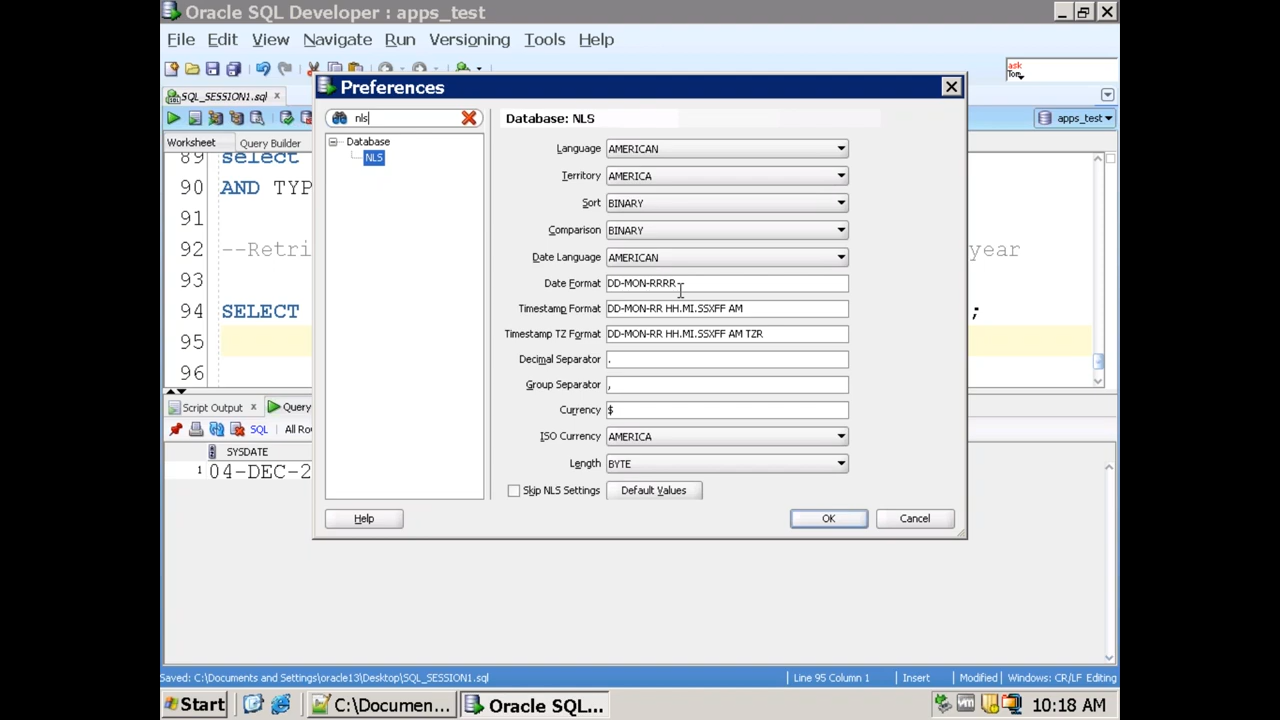 Oracle SQL Developer : apps_test
File Edit View Navigate Run Versioning Tools Help
ask
Tom
SQL_SESSION1.sql
Preferences
nls
Database
NLS
Database: NLS
Language AMERICAN
Territory AMERICA
Sort BINARY
Comparison BINARY
Date Language AMERICAN
Date Format DD-MON-RRRR
Timestamp Format DD-MON-RR HH.MI.SSXFF AM
Timestamp TZ Format DD-MON-RR HH.MI.SSXFF AM TZR
Decimal Separator .
Group Separator ,
Currency $
ISO Currency AMERICA
Length BYTE
Skip NLS Settings Default Values
Help OK Cancel
apps_test
Worksheet Query Builder
89 select
90 AND TYP
91
92 --Retri year
93
94 SELECT ;
95
96
Script Output Query
SQL All Ro
SYSDATE
1 04-DEC-2
Saved: C:\Documents and Settings\oracle13\Desktop\SQL_SESSION1.sql Line 95 Column 1 Insert Modified Windows: CR/LF Editing
Start C:\Documen... Oracle SQL... 10:18 AM